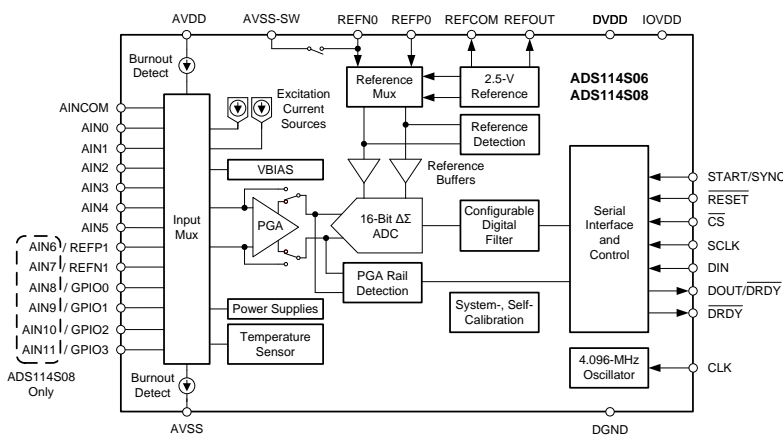 AVDD
AVSS-SW
REFN0
REFP0
REFCOM
REFOUT
DVDD
IOVDD
Burnout
Detect
Reference
Mux
2.5-V
Reference
ADS114S06
ADS114S08
Excitation
Current
Sources
Reference
Detection
AINCOM
AIN0
AIN1
AIN2
AIN3
AIN4
AIN5
AIN6 / REFP1
AIN7 / REFN1
AIN8 / GPIO0
AIN9 / GPIO1
AIN10 / GPIO2
AIN11 / GPIO3
ADS114S08
Only
Input
Mux
VBIAS
Reference
Buffers
PGA
16-Bit ΔΣ
ADC
Configurable
Digital
Filter
Serial
Interface
and
Control
PGA Rail
Detection
Power Supplies
Temperature
Sensor
System-, Self-
Calibration
4.096-MHz
Oscillator
START/SYNC
RESET
CS
SCLK
DIN
DOUT/DRDY
DRDY
CLK
Burnout
Detect
AVSS
DGND